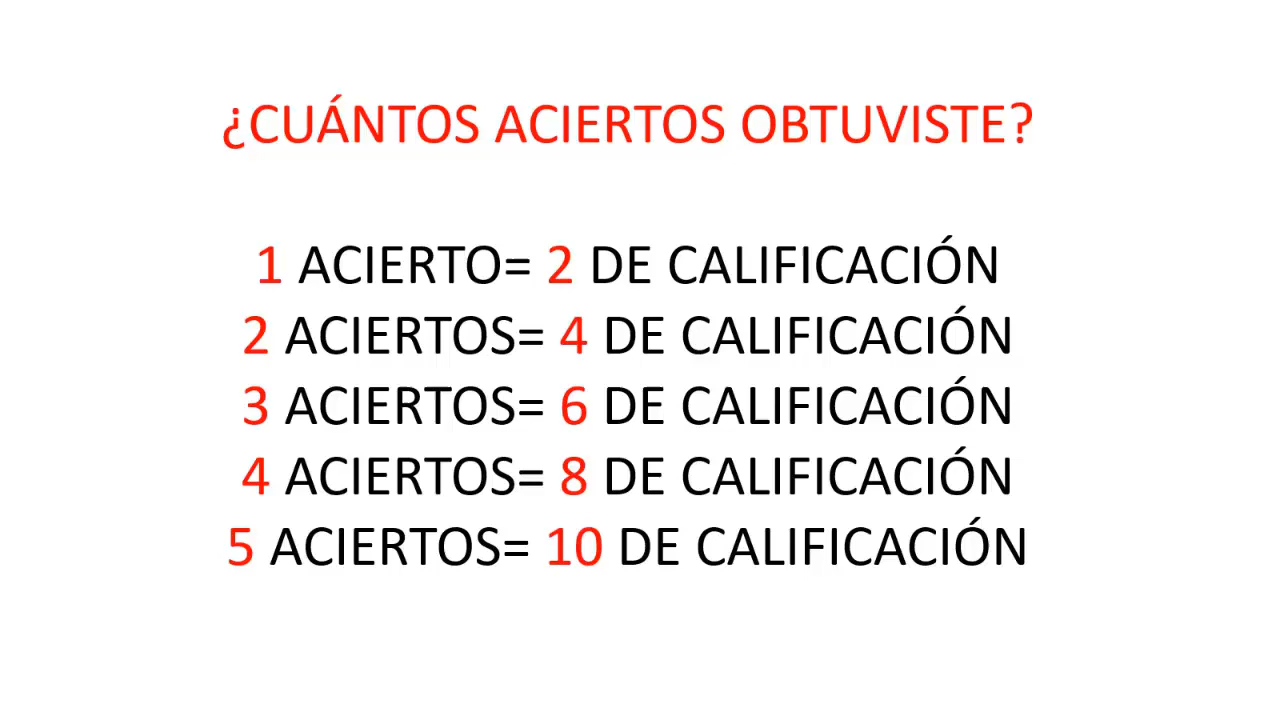 ¿CUÁNTOS ACIERTOS OBTUVISTE?
1 ACIERTO= 2 DE CALIFICACIÓN
2 ACIERTOS= 4 DE CALIFICACIÓN
3 ACIERTOS= 6 DE CALIFICACIÓN
4 ACIERTOS= 8 DE CALIFICACIÓN
5 ACIERTOS= 10 DE CALIFICACIÓN